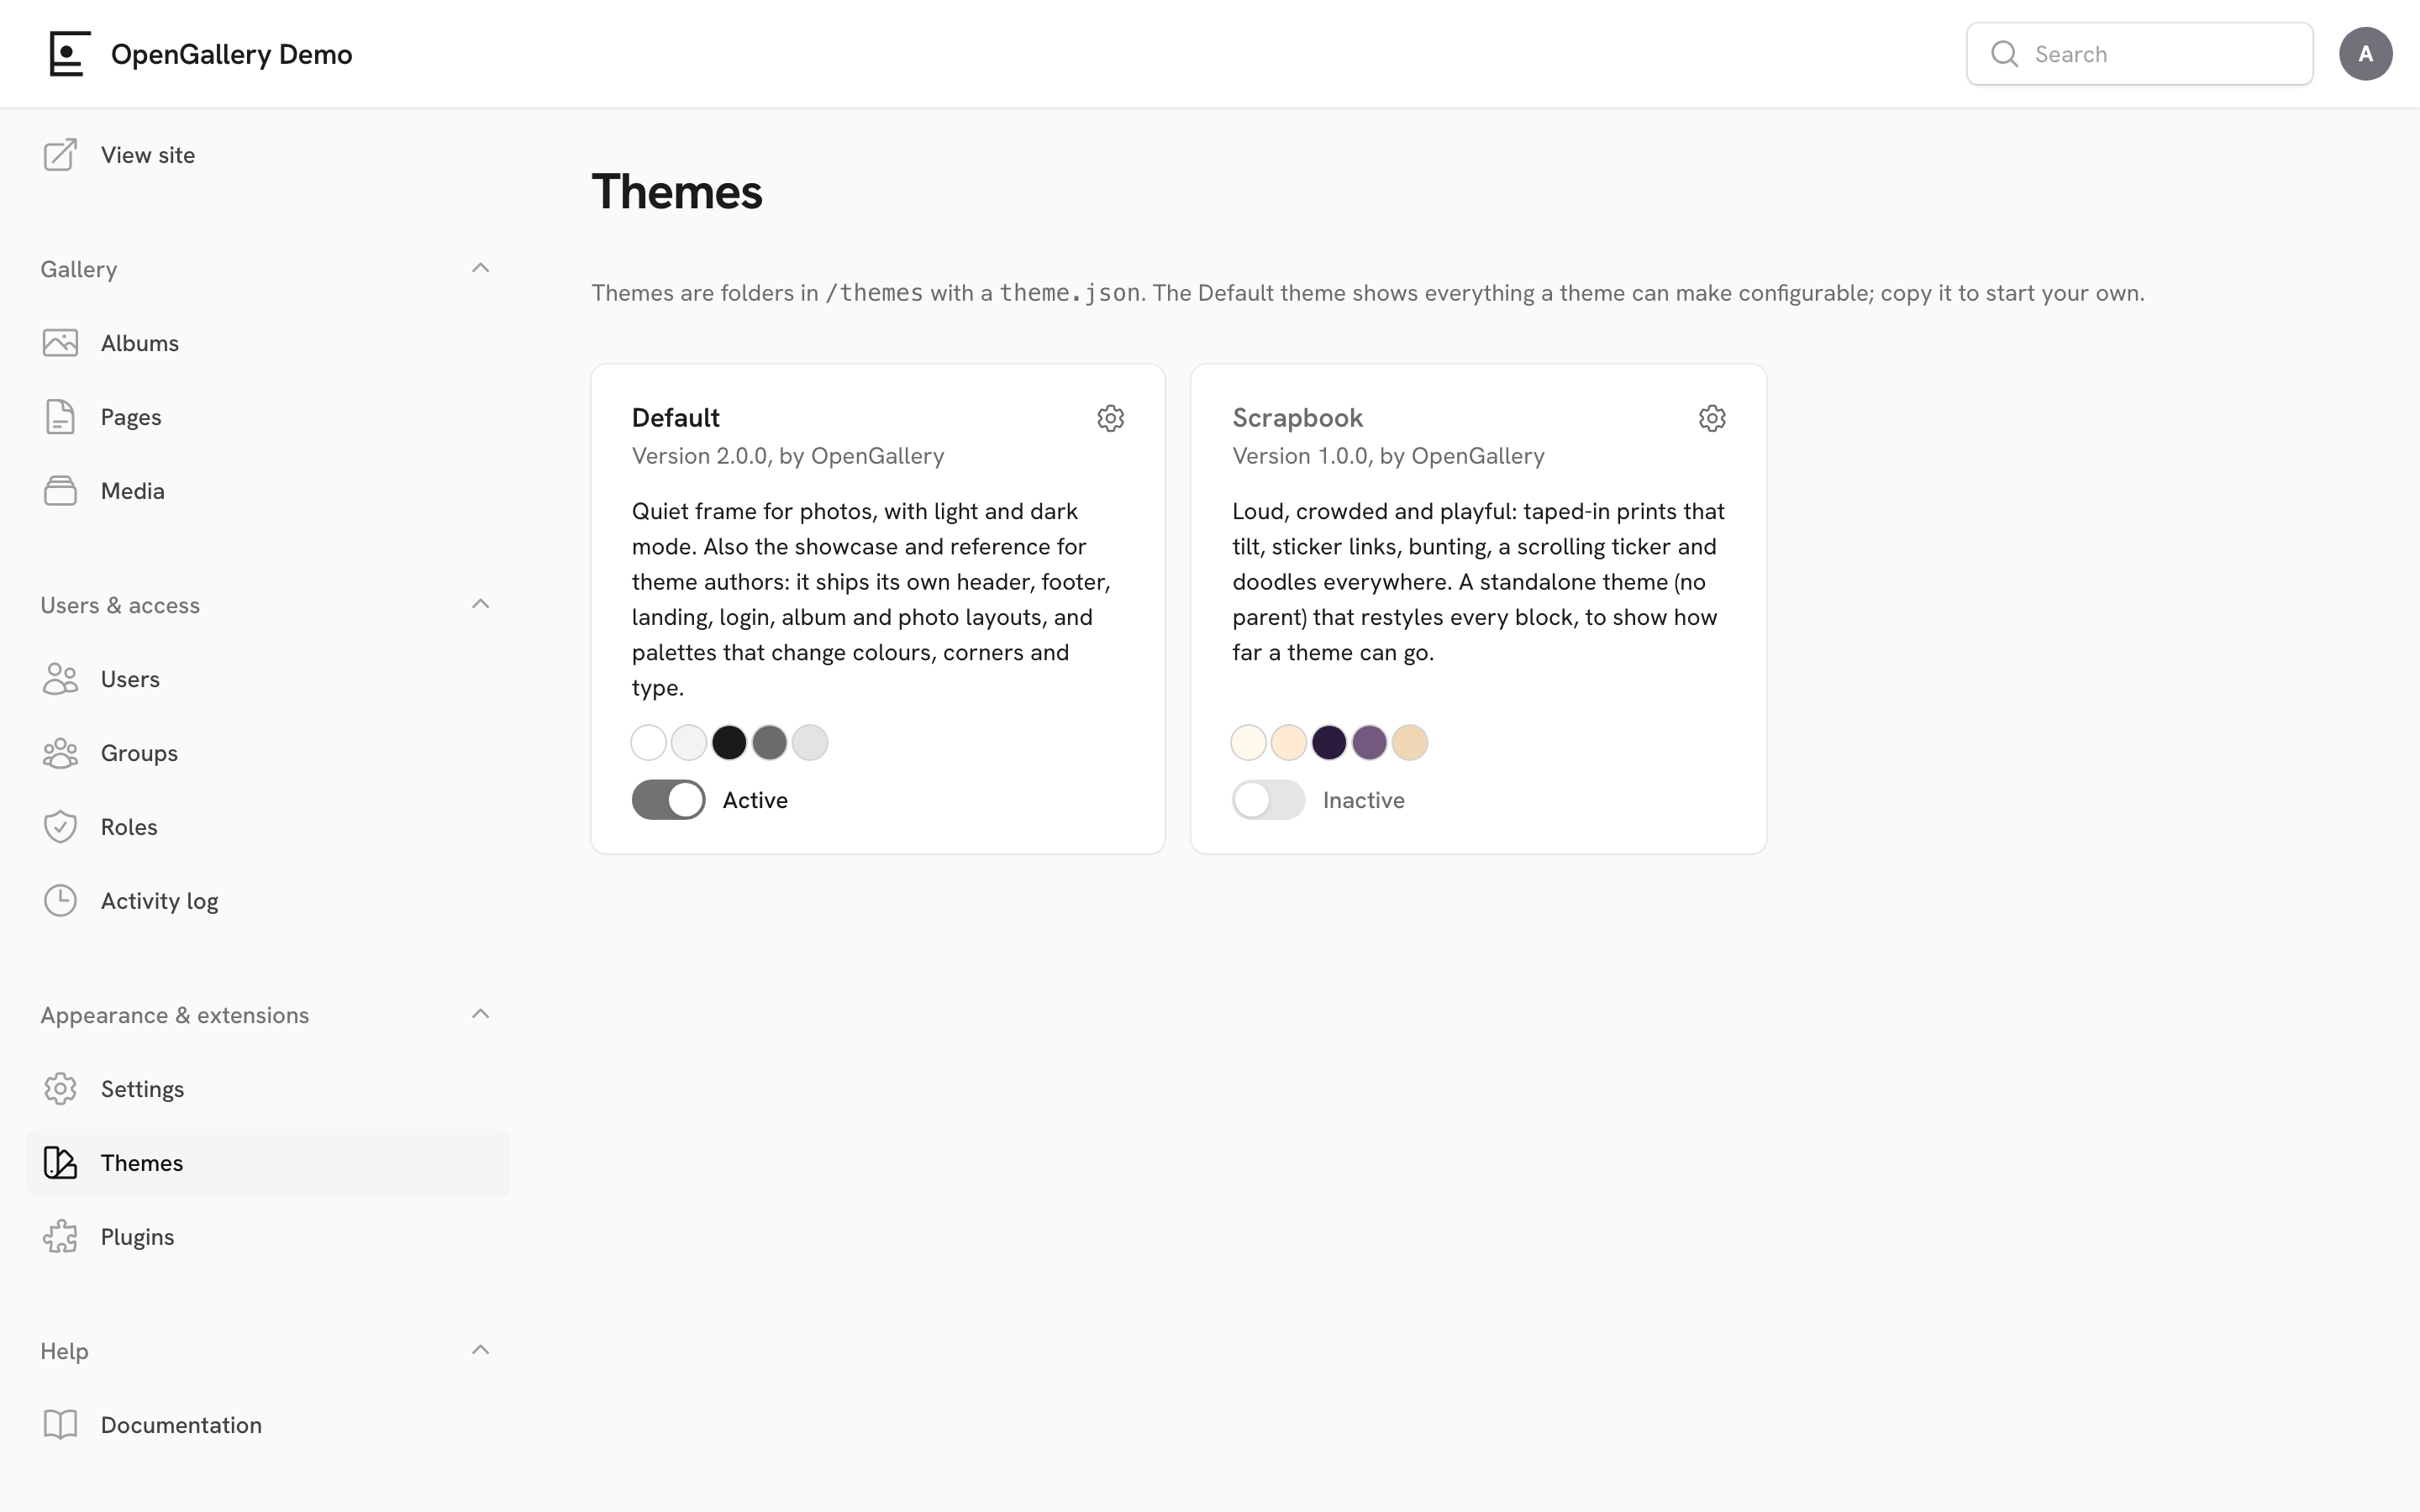 OpenGallery Demo
Search
A
View site
Gallery
Albums
Pages
Media
Users & access
Users
Groups
Roles
Activity log
Appearance & extensions
Settings
Themes
Plugins
Help
Documentation
Themes
Themes are folders in /themes with a theme.json. The Default theme shows everything a theme can make configurable; copy it to start your own.
Default
Version 2.0.0, by OpenGallery
Quiet frame for photos, with light and dark
mode. Also the showcase and reference for
theme authors: it ships its own header, footer,
landing, login, album and photo layouts, and
palettes that change colours, corners and
type.
Active
Scrapbook
Version 1.0.0, by OpenGallery
Loud, crowded and playful: taped-in prints that
tilt, sticker links, bunting, a scrolling ticker and
doodles everywhere. A standalone theme (no
parent) that restyles every block, to show how
far a theme can go.
Inactive